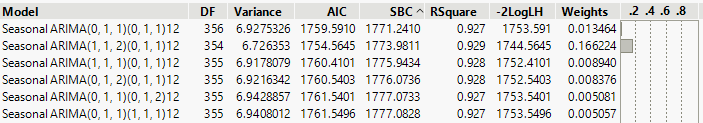 Model DF Variance AIC SBC RSquare -2LogLH Weights .2 .4 .6 .8
Seasonal ARIMA(0, 1, 1)(0, 1, 1)12 356 6.9275326 1759.5910 1771.2410 0.927 1753.591 0.013464
Seasonal ARIMA(1, 1, 2)(0, 1, 1)12 354 6.726353 1754.5645 1773.9811 0.929 1744.5645 0.166224
Seasonal ARIMA(1, 1, 1)(0, 1, 1)12 355 6.9178079 1760.4101 1775.9434 0.928 1752.4101 0.008940
Seasonal ARIMA(0, 1, 2)(0, 1, 1)12 355 6.9216342 1760.5403 1776.0736 0.928 1752.5403 0.008376
Seasonal ARIMA(0, 1, 1)(0, 1, 2)12 355 6.9428857 1761.5401 1777.0733 0.927 1753.5401 0.005081
Seasonal ARIMA(0, 1, 1)(1, 1, 1)12 355 6.9408012 1761.5496 1777.0828 0.927 1753.5496 0.005057